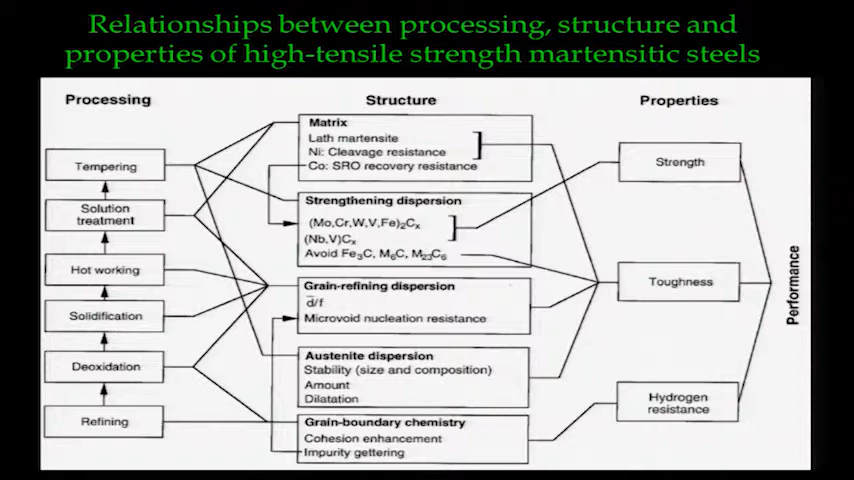 Relationships between processing, structure and
properties of high-tensile strength martensitic steels
Processing
Structure
Properties
Tempering
Solution
treatment
Hot working
Solidification
Deoxidation
Refining
Matrix
Lath martensite
Ni: Cleavage resistance
Co: SRO recovery resistance
Strengthening dispersion
(Mo,Cr,W,V,Fe)₂Cₓ
(Nb,V)Cₓ
Avoid Fe₃C, M₆C, M₂₃C₆
Grain-refining dispersion
d̄/f
Microvoid nucleation resistance
Austenite dispersion
Stability (size and composition)
Amount
Dilatation
Grain-boundary chemistry
Cohesion enhancement
Impurity gettering
Strength
Toughness
Hydrogen
resistance
Performance